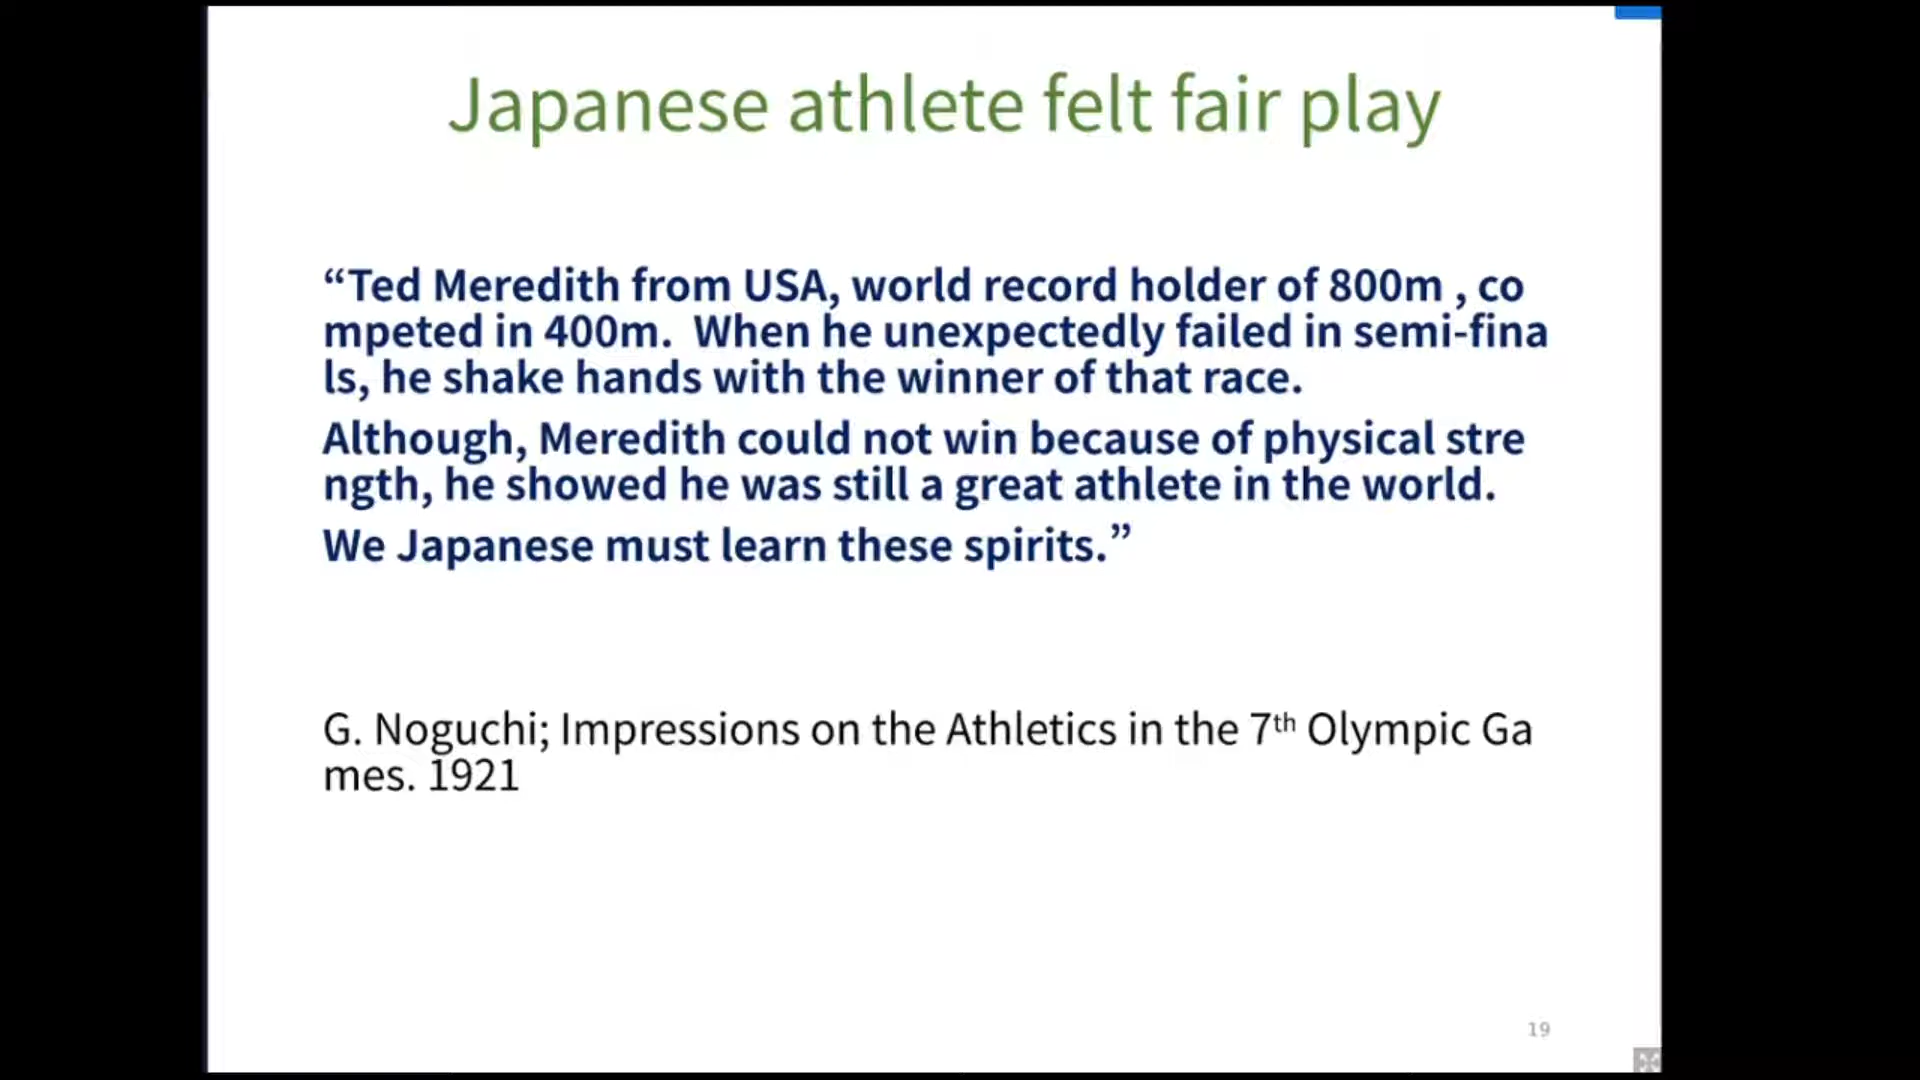 Japanese athlete felt fair play
“Ted Meredith from USA, world record holder of 800m , co
mpeted in 400m.  When he unexpectedly failed in semi-fina
ls, he shake hands with the winner of that race.
Although, Meredith could not win because of physical stre
ngth, he showed he was still a great athlete in the world.
We Japanese must learn these spirits.”
G. Noguchi; Impressions on the Athletics in the 7th Olympic Ga
mes. 1921
19